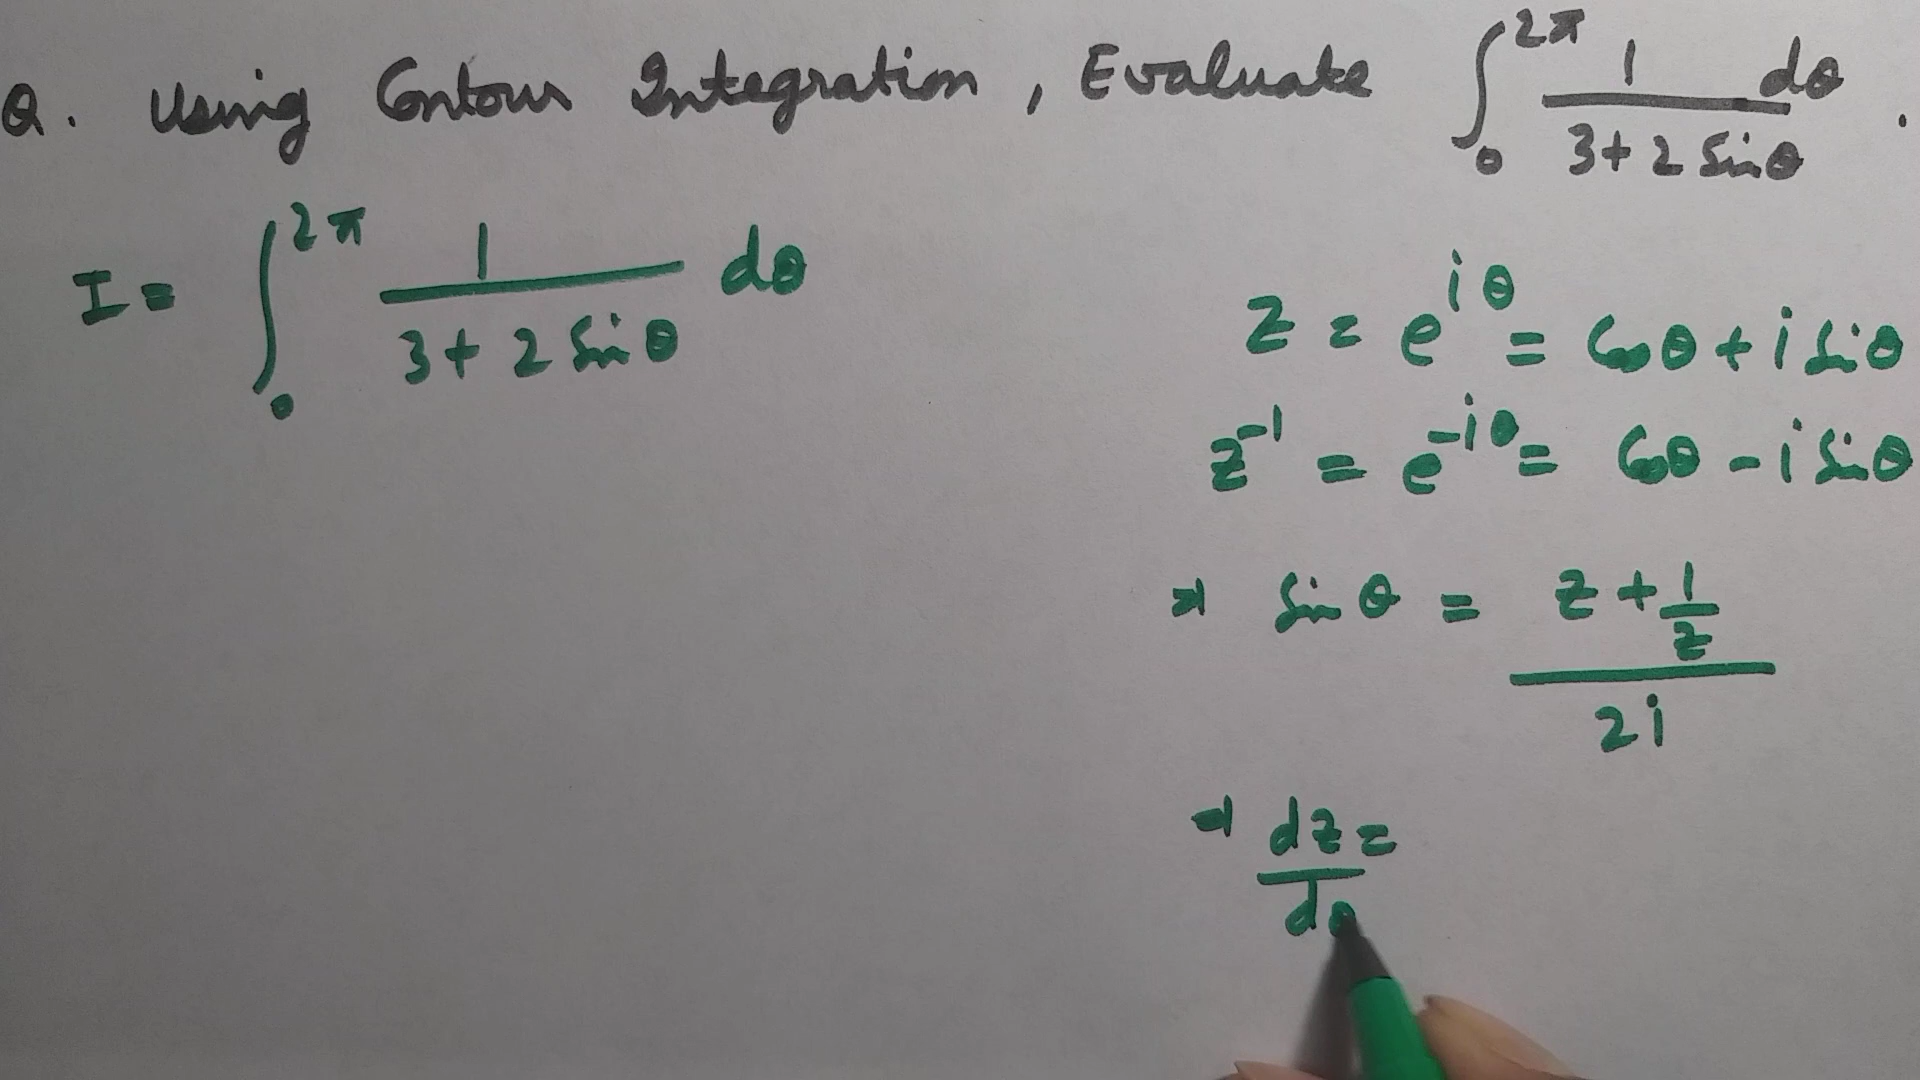 Q. Using Contour Integration, Evaluate ∫₀^{2π} 1/(3+2 Sinθ) dθ .
I = ∫₀^{2π} 1/(3+2 Sinθ) dθ
z = e^{iθ} = Cosθ + i Sinθ
z^{-1} = e^{-iθ} = Cosθ - i Sinθ
⇒ Sinθ = (z + 1/z)/2i
⇒ dz/dθ =